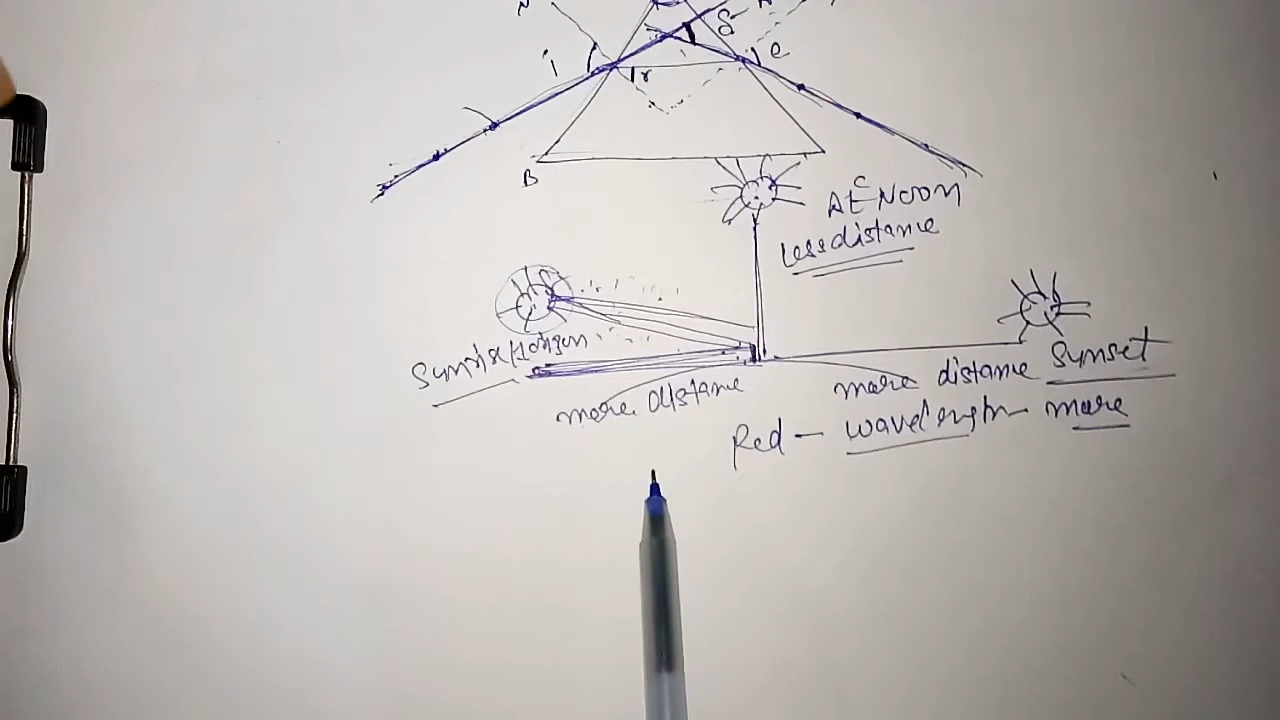 N
δ
i
r
e
B
C
At Noon
less distance
Sunrise/Horizon
more distance
more distance Sunset
Red - wavelength more